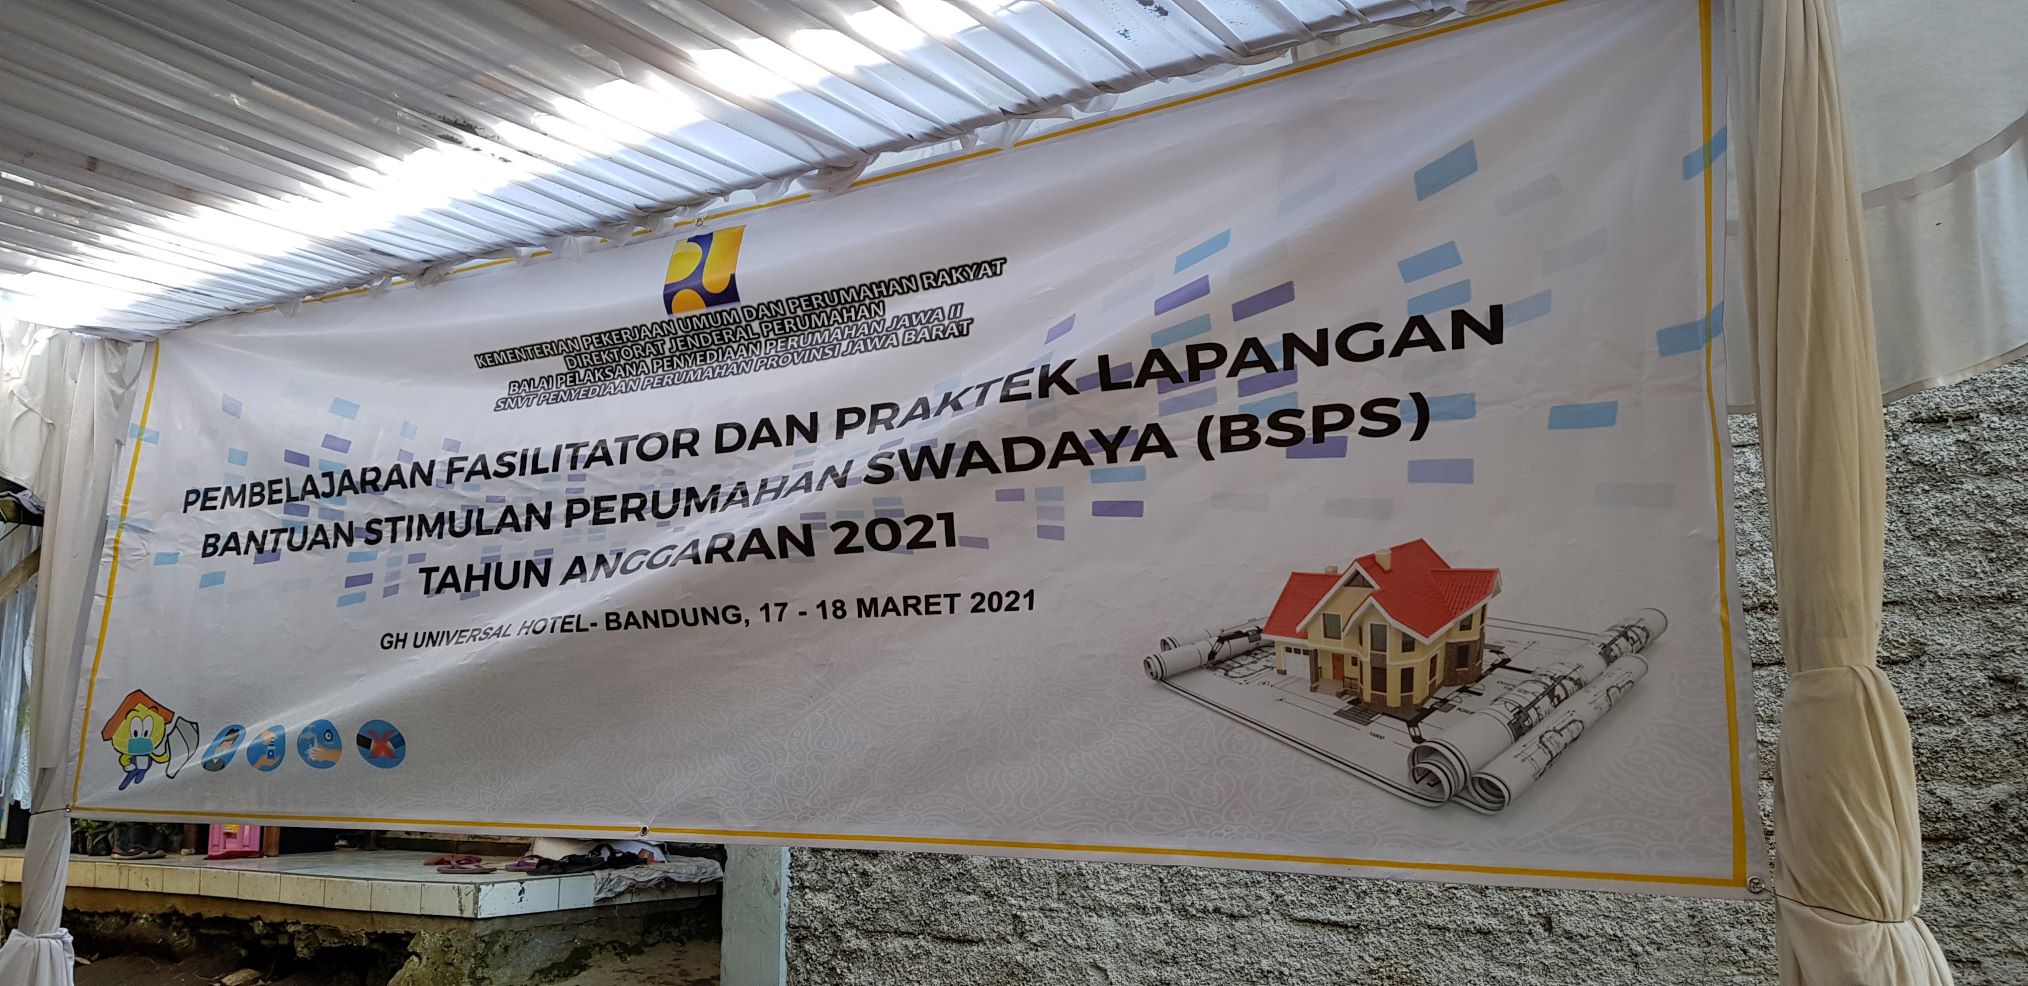 KEMENTERIAN PEKERJAAN UMUM DAN PERUMAHAN RAKYAT
DIREKTORAT JENDERAL PERUMAHAN
BALAI PELAKSANA PENYEDIAAN PERUMAHAN JAWA II
SNVT PENYEDIAAN PERUMAHAN PROVINSI JAWA BARAT
PEMBELAJARAN FASILITATOR DAN PRAKTEK LAPANGAN
BANTUAN STIMULAN PERUMAHAN SWADAYA (BSPS)
TAHUN ANGGARAN 2021
GH UNIVERSAL HOTEL- BANDUNG, 17 - 18 MARET 2021